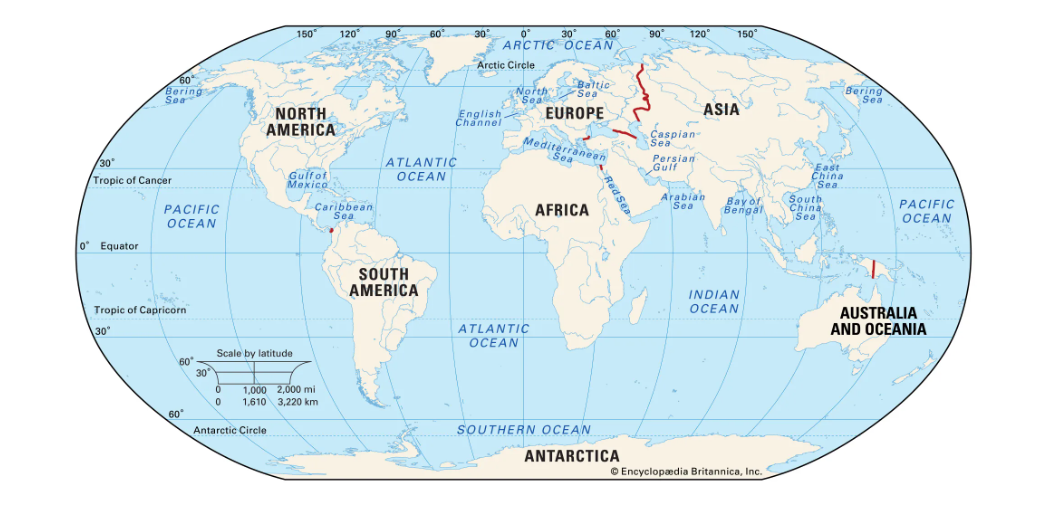 150° 120° 90° 60° 30° 0° 30° 60° 90° 120° 150°
ARCTIC OCEAN
Arctic Circle
60°
Bering
Sea
North
Sea
Baltic
Sea
Bering
Sea
NORTH
AMERICA
English
Channel
EUROPE
ASIA
Caspian
Sea
Mediterranean
Sea
Persian
Gulf
30°
ATLANTIC
OCEAN
Tropic of Cancer
Gulf of
Mexico
East
China
Sea
Red Sea
Arabian
Sea
Bay of
Bengal
South
China
Sea
PACIFIC
OCEAN
Caribbean
Sea
AFRICA
PACIFIC
OCEAN
0° Equator
SOUTH
AMERICA
INDIAN
OCEAN
Tropic of Capricorn
AUSTRALIA
AND OCEANIA
30°
ATLANTIC
OCEAN
Scale by latitude
60°
30°
0 1,000 2,000 mi
0 1,610 3,220 km
60°
Antarctic Circle
SOUTHERN OCEAN
ANTARCTICA
© Encyclopædia Britannica, Inc.